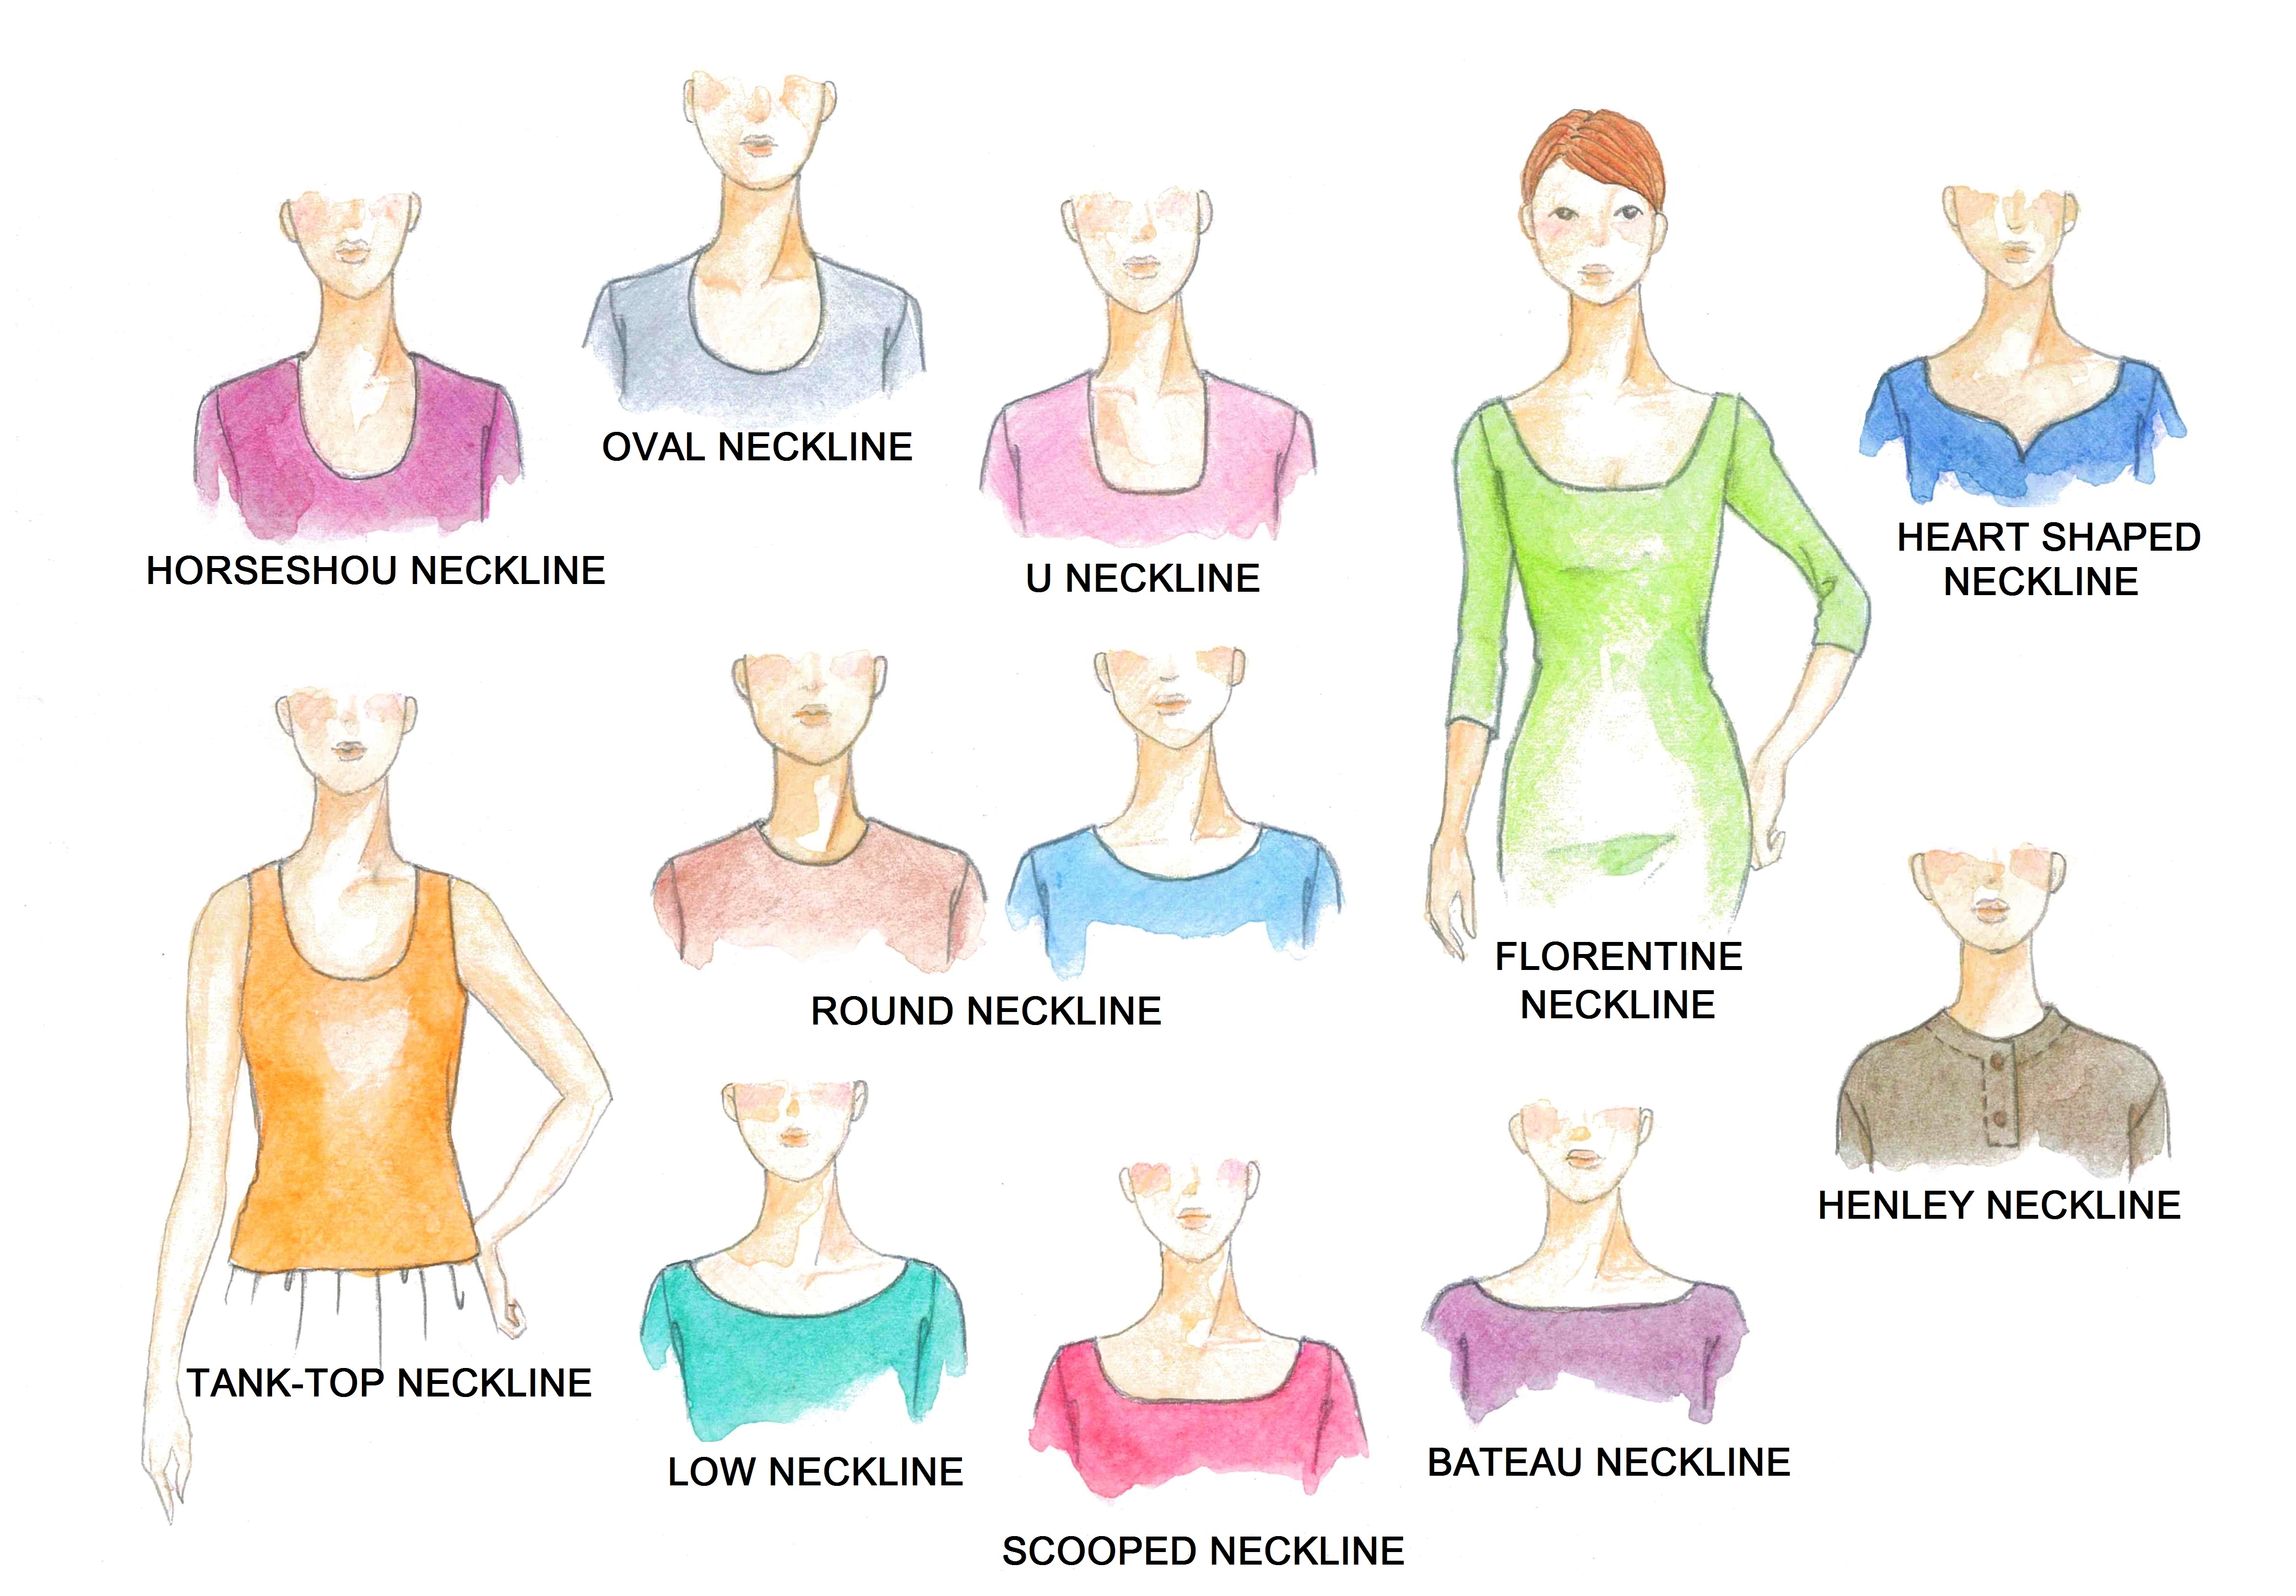 OVAL NECKLINE
HORSESHOU NECKLINE
U NECKLINE
HEART SHAPED
NECKLINE
ROUND NECKLINE
FLORENTINE
NECKLINE
HENLEY NECKLINE
TANK-TOP NECKLINE
LOW NECKLINE
BATEAU NECKLINE
SCOOPED NECKLINE